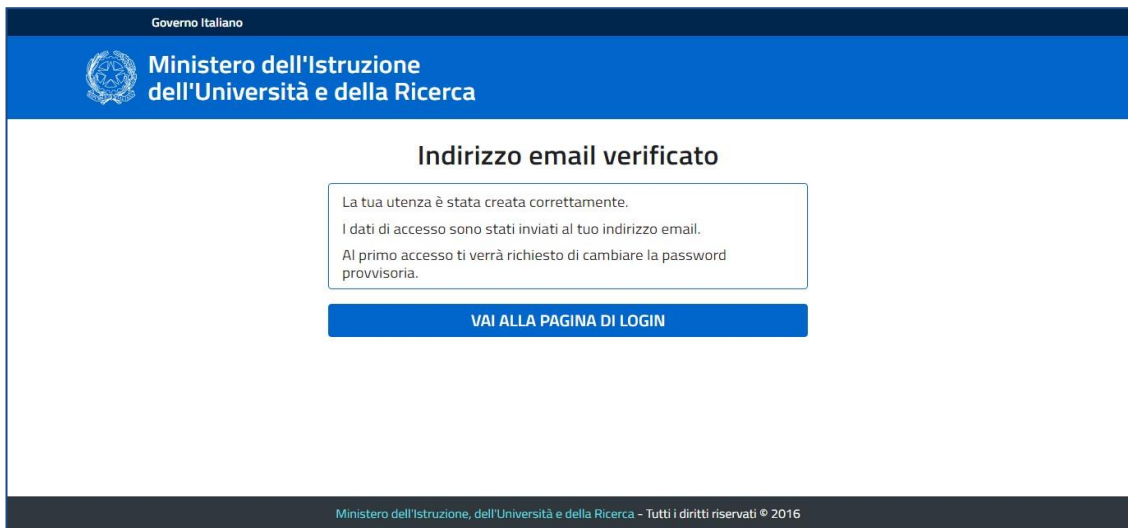 Governo Italiano
Ministero dell'Istruzione
dell'Università e della Ricerca
Indirizzo email verificato
La tua utenza è stata creata correttamente.
I dati di accesso sono stati inviati al tuo indirizzo email.
Al primo accesso ti verrà richiesto di cambiare la password
provvisoria.
VAI ALLA PAGINA DI LOGIN
Ministero dell'Istruzione, dell'Università e della Ricerca - Tutti i diritti riservati © 2016